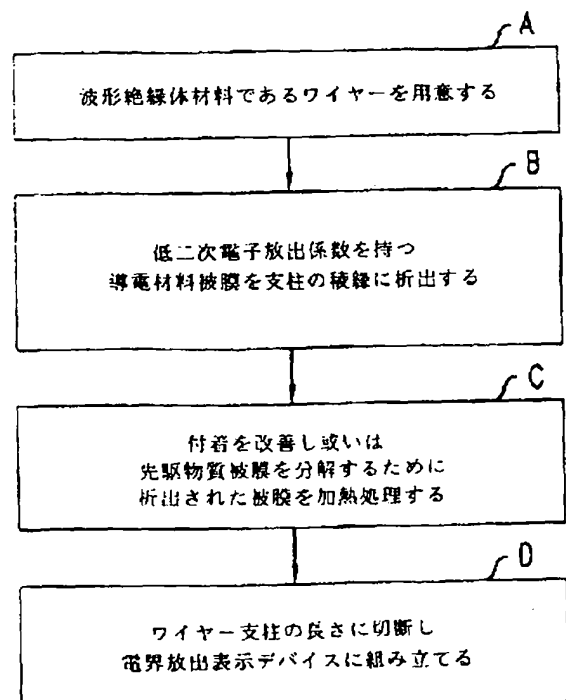 A
波形絶縁体材料であるワイヤーを用意する
B
低二次電子放出係数を持つ
導電材料被膜を支柱の稜縁に析出する
C
付着を改善し或いは
先駆物質被膜を分解するために
析出された被膜を加熱処理する
D
ワイヤー支柱の長さに切断し
電界放出表示デバイスに組み立てる